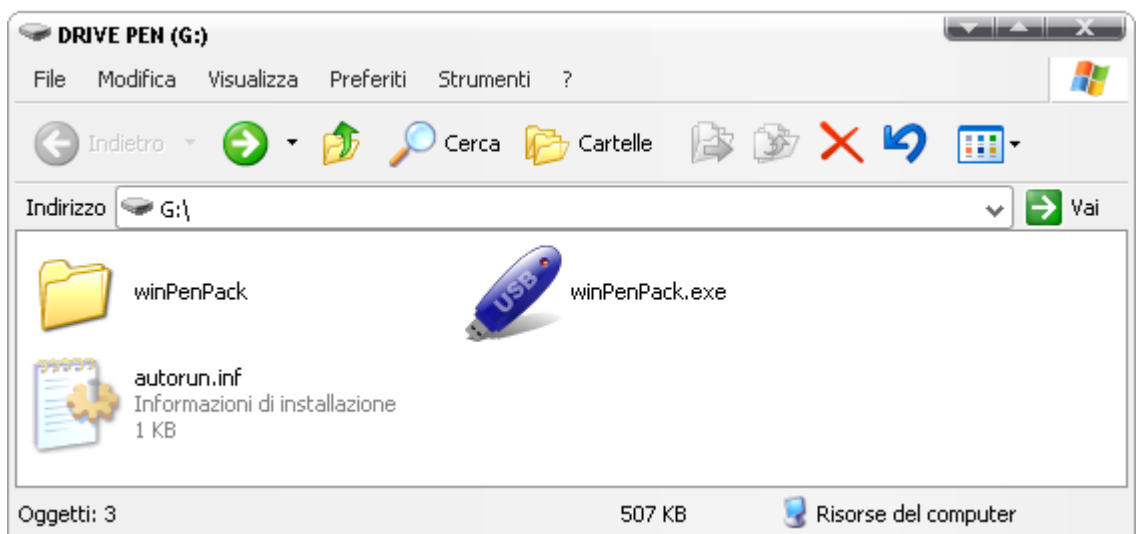 DRIVE PEN (G:)
File Modifica Visualizza Preferiti Strumenti ?
Indietro Cerca Cartelle
Indirizzo G:\ Vai
winPenPack
USB
winPenPack.exe
autorun.inf
Informazioni di installazione
1 KB
Oggetti: 3 507 KB Risorse del computer